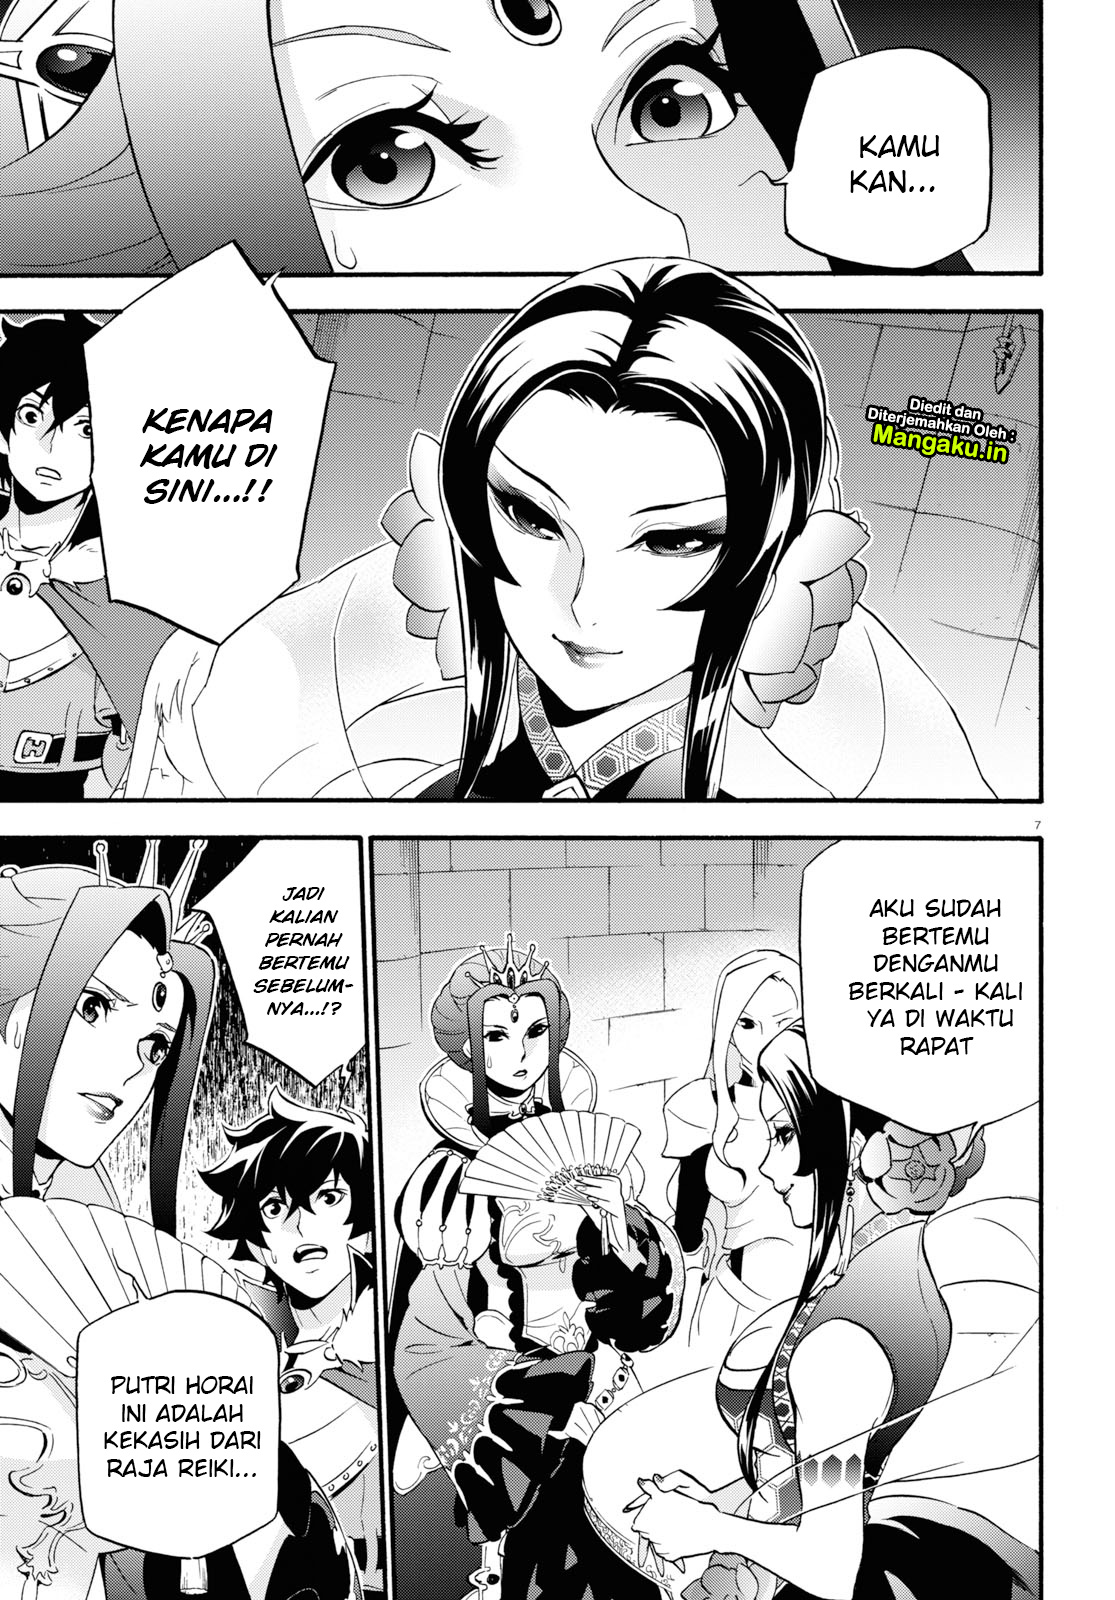 KAMU
KAN...
KENAPA
KAMU DI
SINI...!!
Diedit dan
Diterjemahkan Oleh :
Mangaku.in
7
AKU SUDAH
BERTEMU
DENGANMU
BERKALI - KALI
YA DI WAKTU
RAPAT
JADI
KALIAN
PERNAH
BERTEMU
SEBELUM-
NYA...!?
PUTRI HORAI
INI ADALAH
KEKASIH DARI
RAJA REIKI...